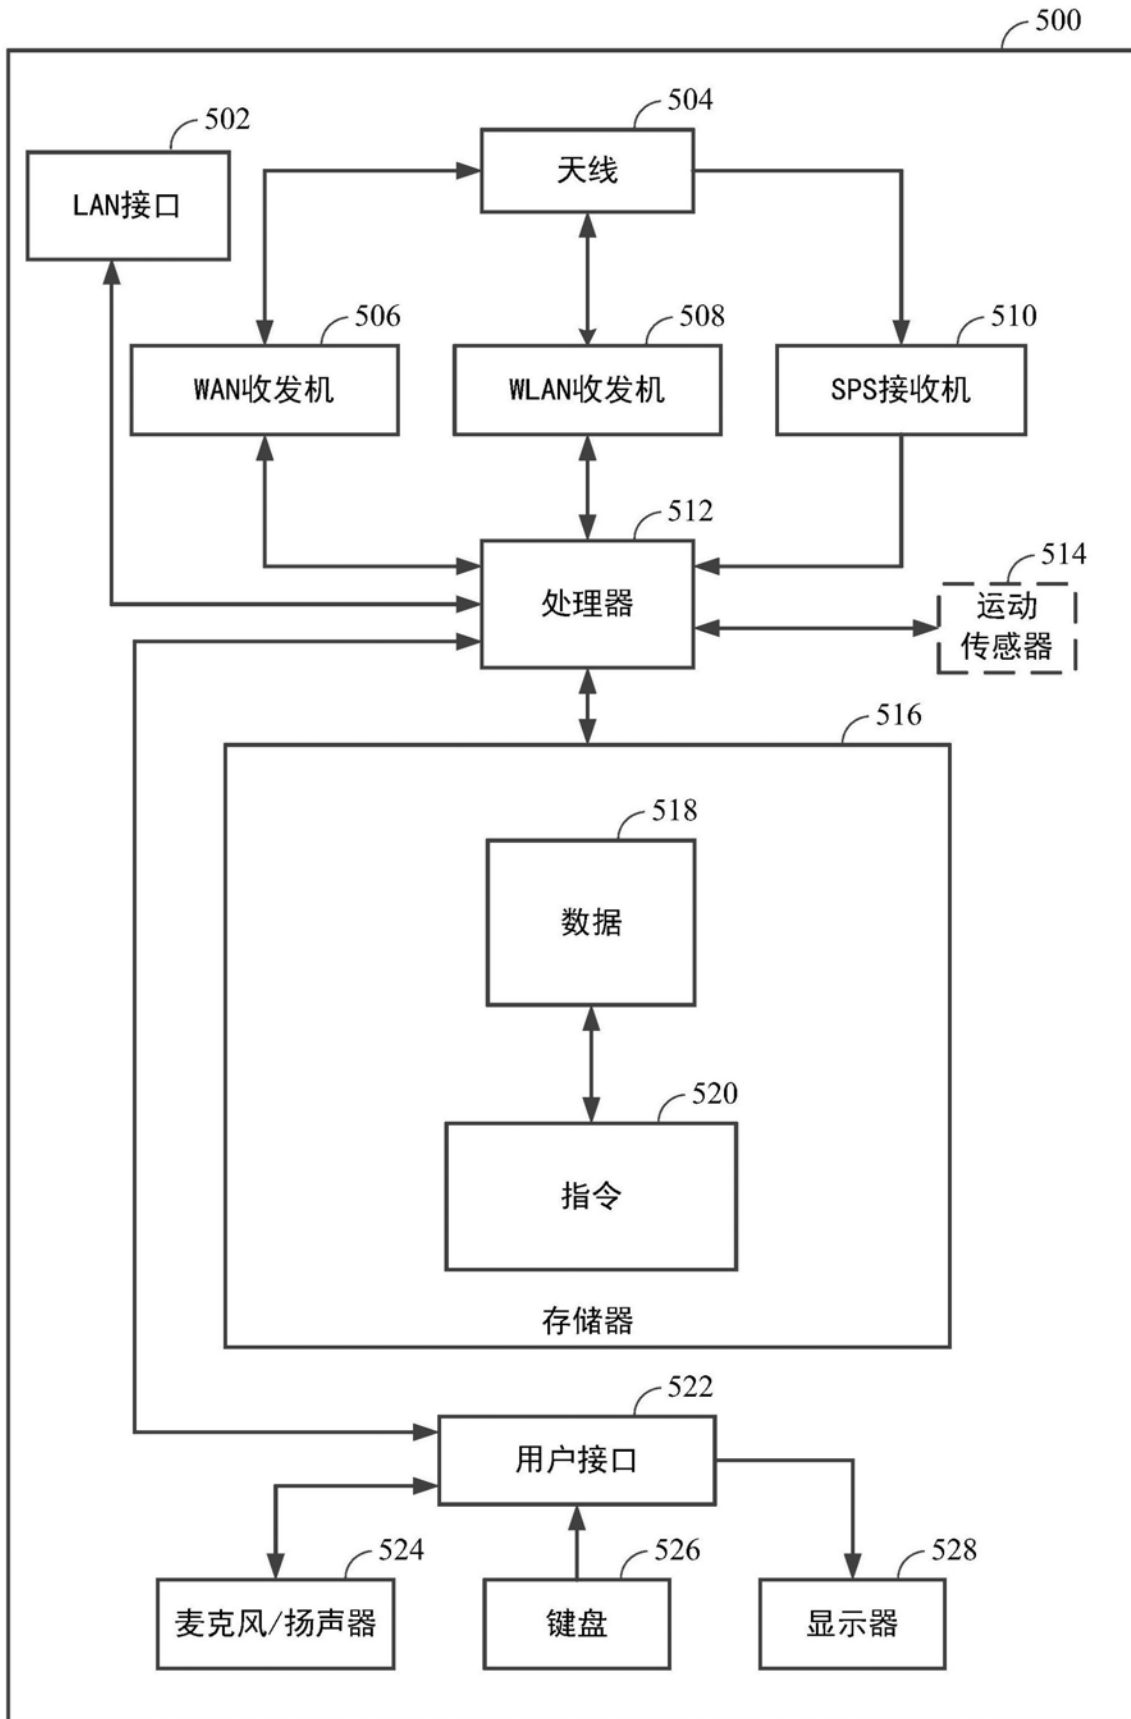 500
504
天线
502
LAN接口
506
WAN收发机
508
WLAN收发机
510
SPS接收机
512
处理器
514
运动
传感器
516
518
数据
520
指令
存储器
522
用户接口
524
麦克风/扬声器
526
键盘
528
显示器